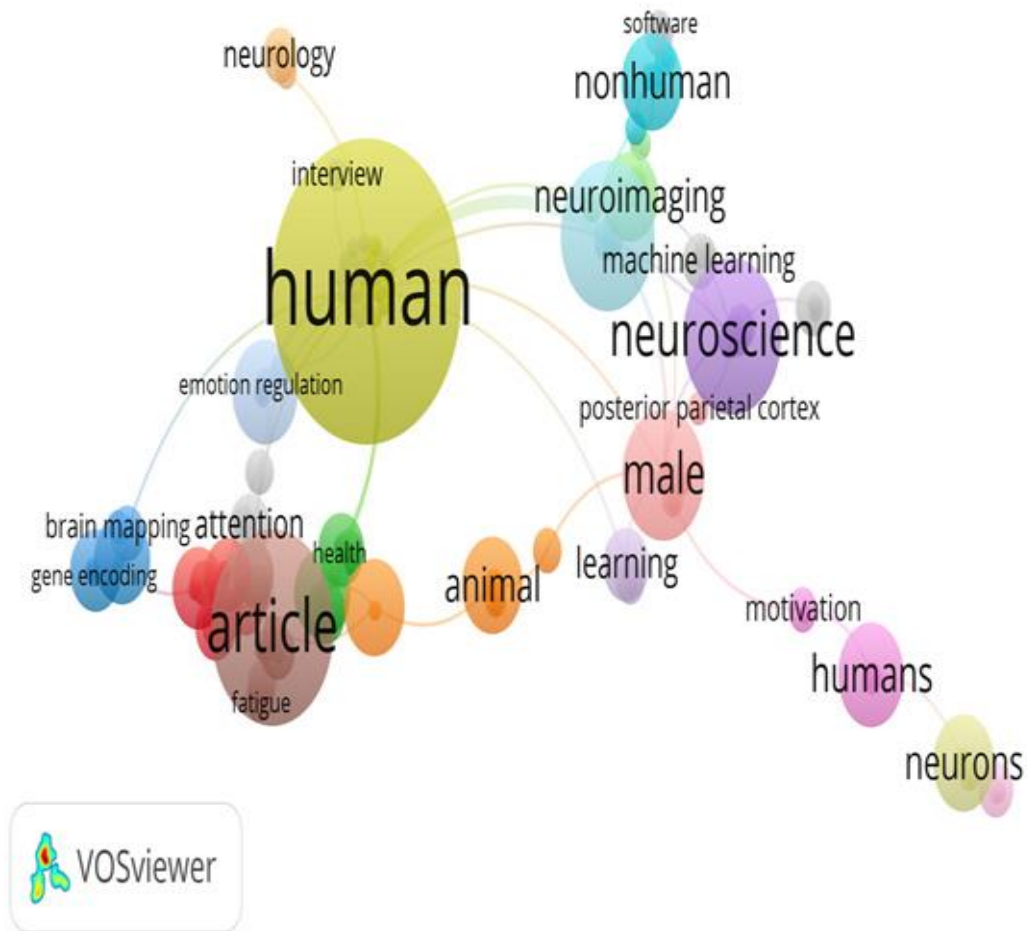 software
neurology
nonhuman
interview
neuroimaging
machine learning
human
neuroscience
emotion regulation
posterior parietal cortex
male
brain mapping
attention
health
learning
gene encoding
animal
article
motivation
humans
fatigue
neurons
VOSviewer